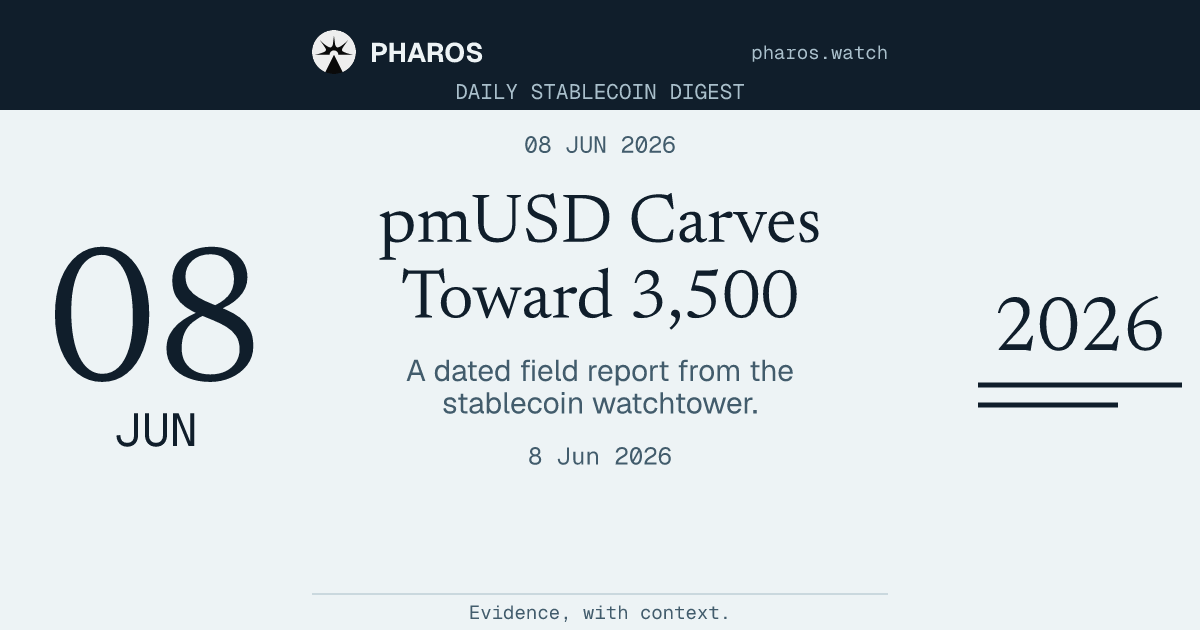 PHAROS
pharos.watch
DAILY STABLECOIN DIGEST
08 JUN 2026
pmUSD Carves
Toward 3,500
A dated field report from the
stablecoin watchtower.
8 Jun 2026
08
JUN
2026
Evidence, with context.